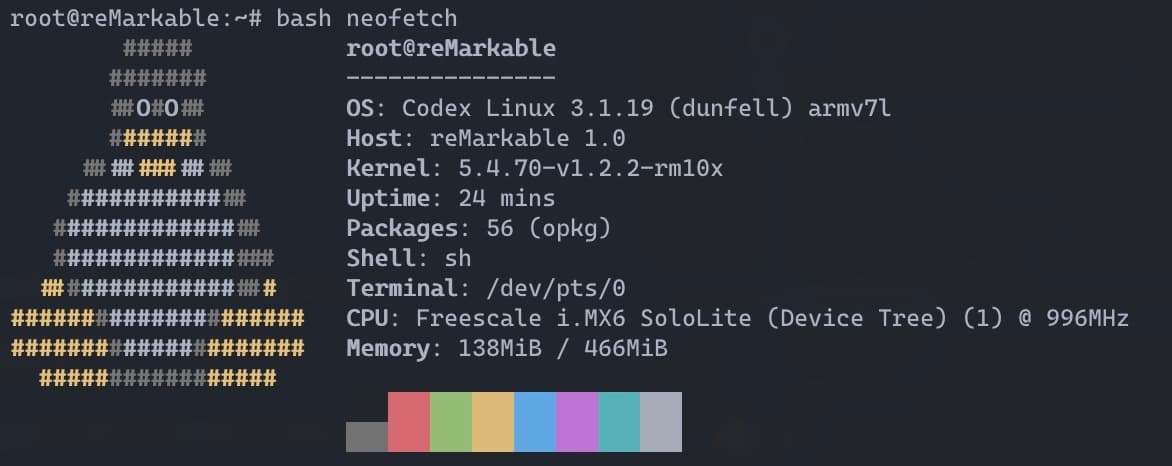 root@reMarkable:~# bash neofetch
#####
root@reMarkable
#######
---------------
##O#O##
OS: Codex Linux 3.1.19 (dunfell) armv7l
#######
Host: reMarkable 1.0
## ## ### ## ##
Kernel: 5.4.70-v1.2.2-rm10x
#############
Uptime: 24 mins
###############
Packages: 56 (opkg)
################
Shell: sh
## ############## #
Terminal: /dev/pts/0
#####################
CPU: Freescale i.MX6 SoloLite (Device Tree) (1) @ 996MHz
#####################
Memory: 138MiB / 466MiB
#################